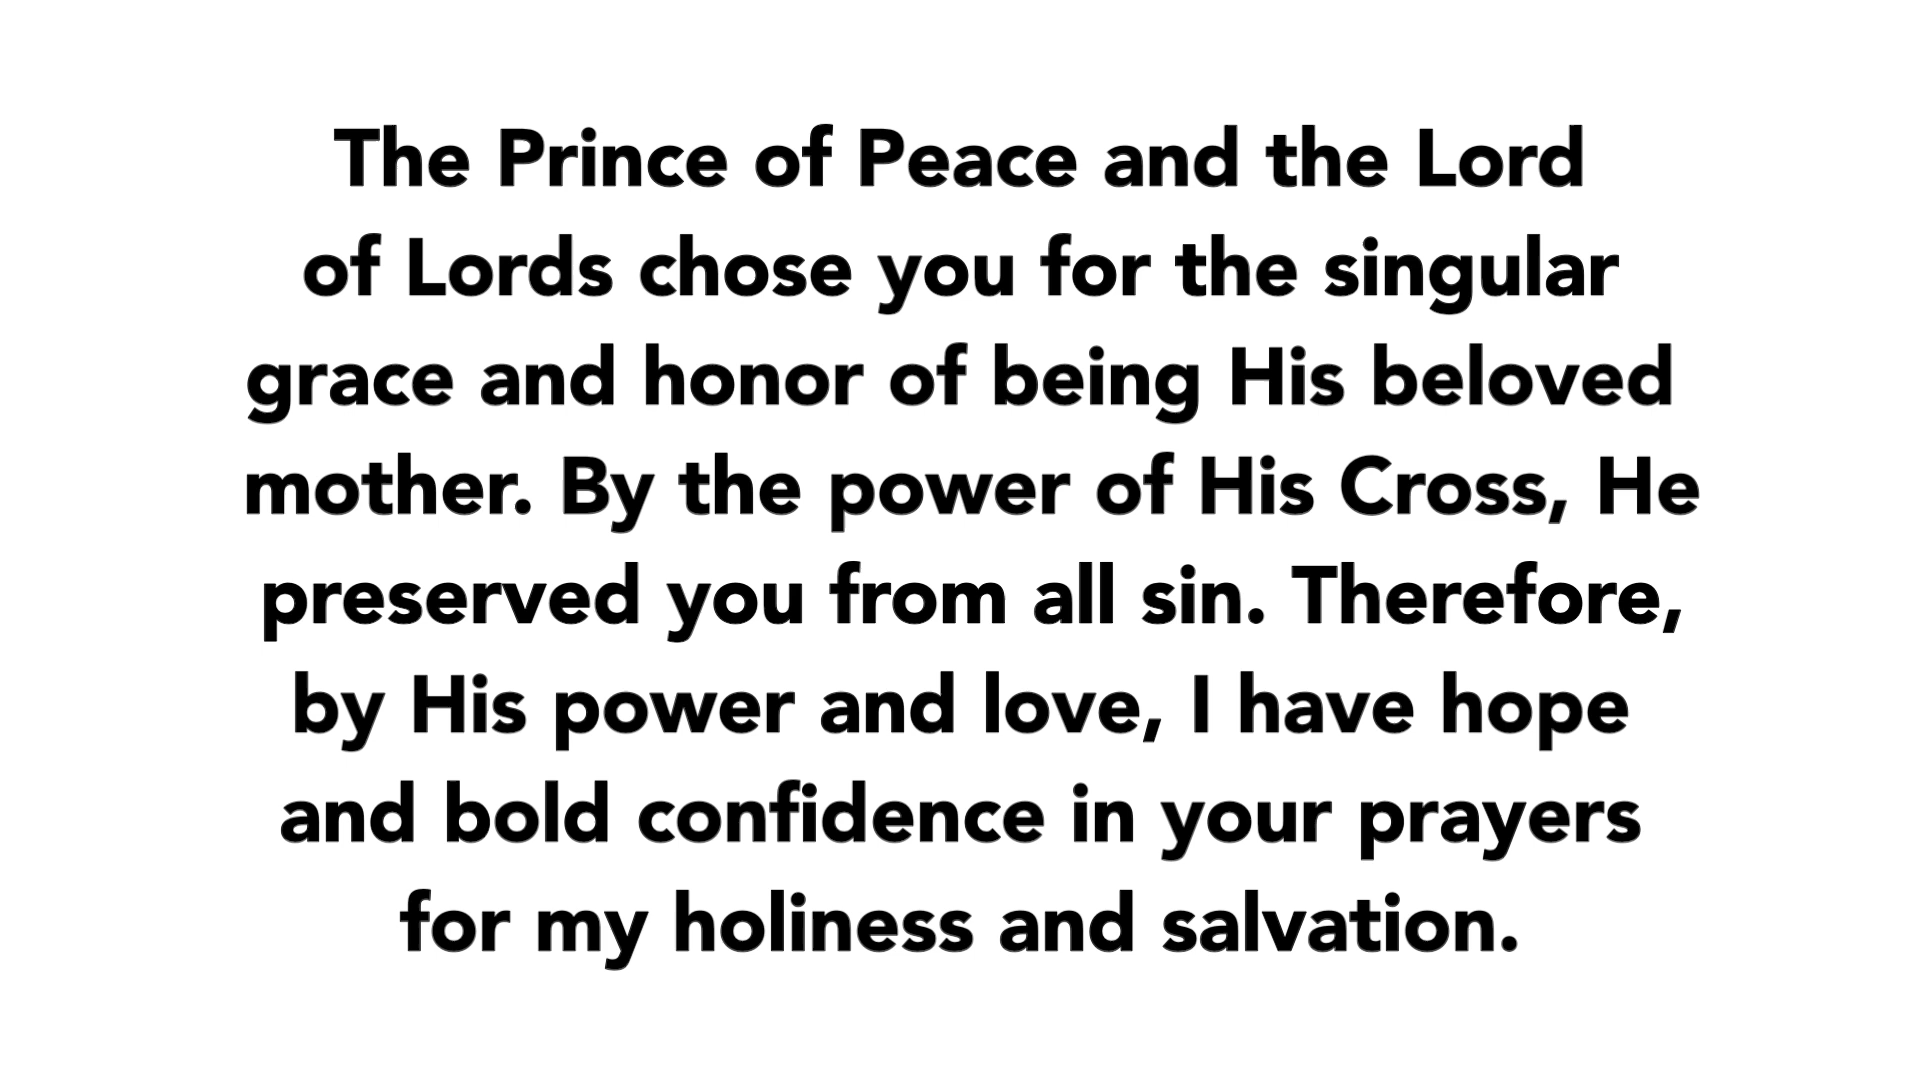 The Prince of Peace and the Lord
of Lords chose you for the singular
grace and honor of being His beloved
mother. By the power of His Cross, He
preserved you from all sin. Therefore,
by His power and love, I have hope
and bold confidence in your prayers
for my holiness and salvation.